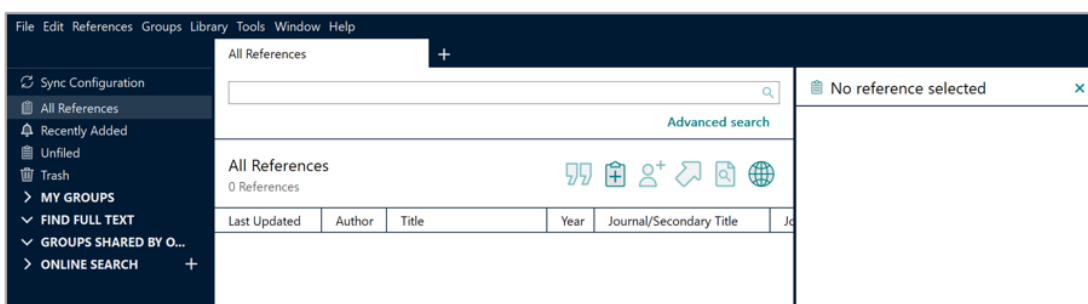 File Edit References Groups Library Tools Window Help
All References
Sync Configuration
All References
Recently Added
Unfiled
Trash
MY GROUPS
FIND FULL TEXT
GROUPS SHARED BY O...
ONLINE SEARCH +
Advanced search
All References
0 References
Last Updated Author Title Year Journal/Secondary Title Jo
No reference selected